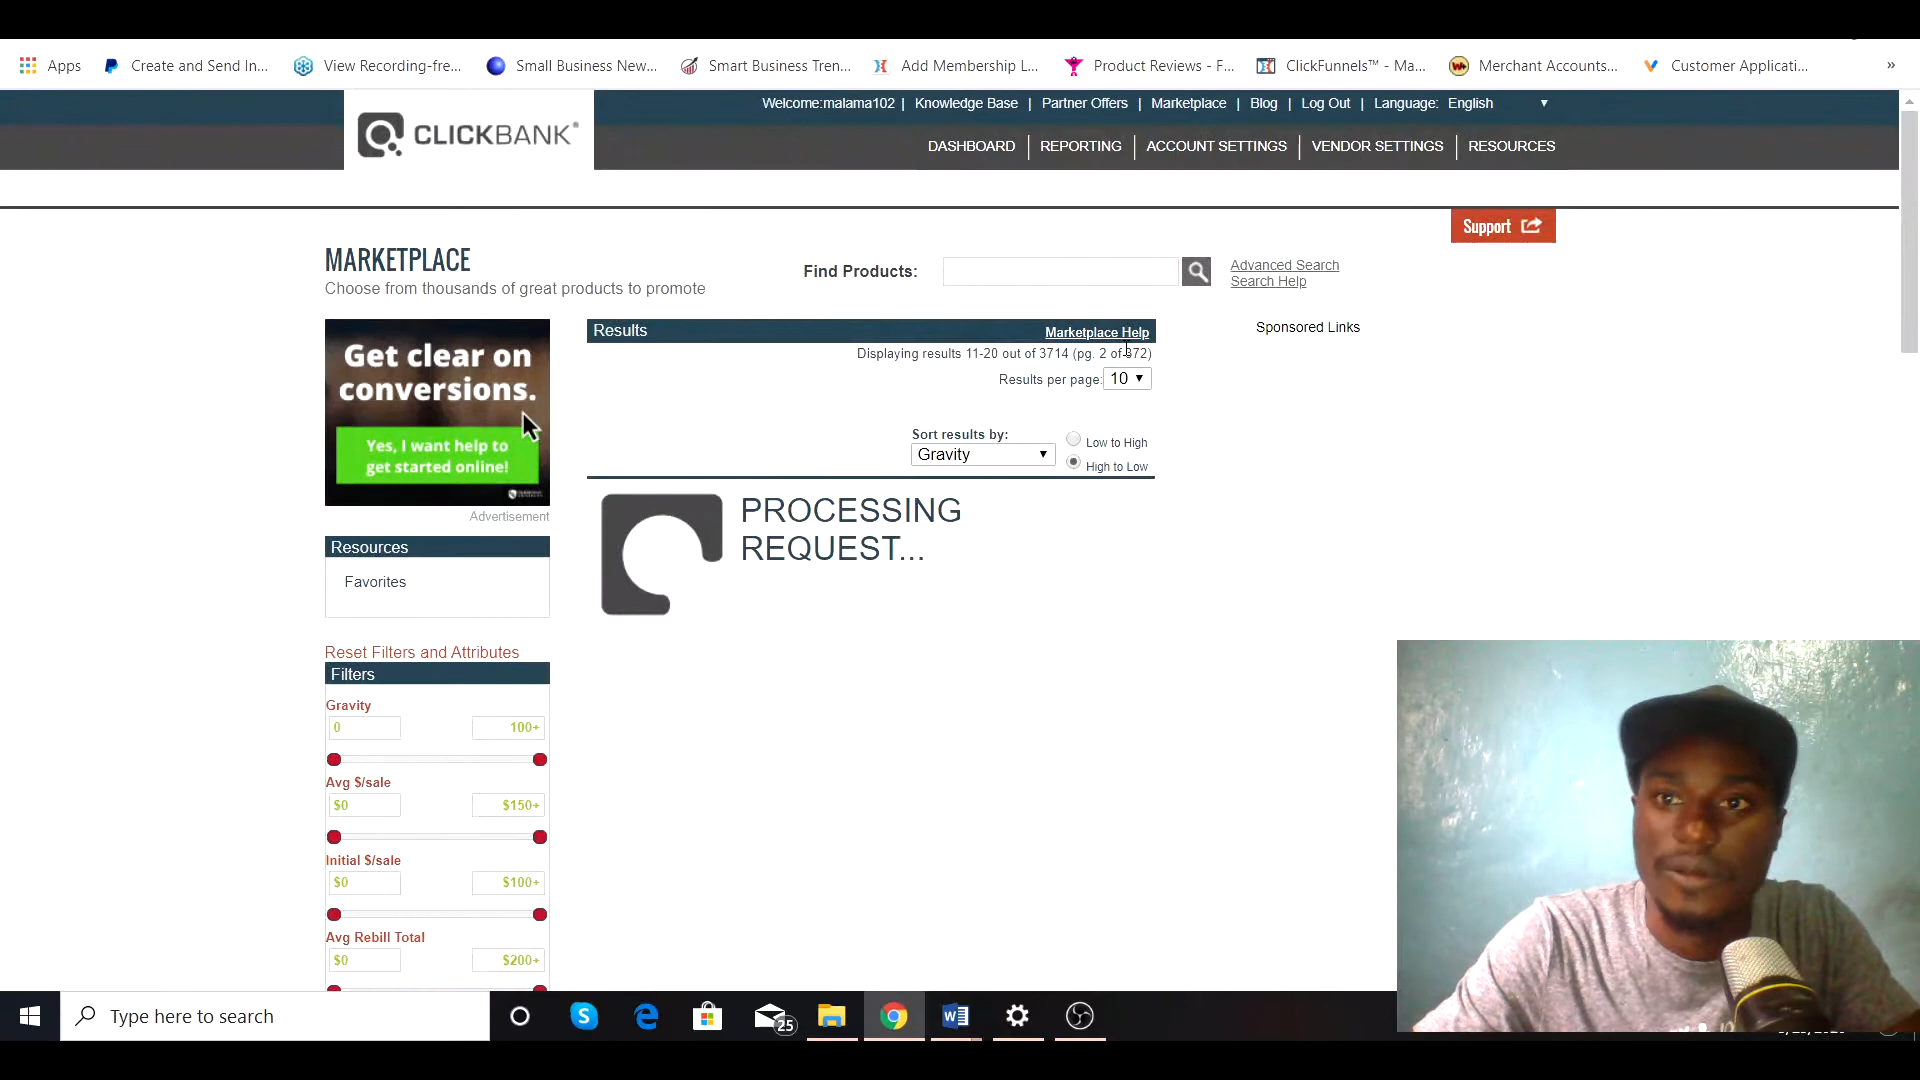 Apps
Create and Send In...
View Recording-fre...
Small Business New...
Smart Business Tren...
Add Membership L...
Product Reviews - F...
ClickFunnels™ - Ma...
Merchant Accounts...
Customer Applicati...
»
Welcome:malama102 | Knowledge Base | Partner Offers | Marketplace | Blog | Log Out | Language: English
CLICKBANK®
DASHBOARD | REPORTING | ACCOUNT SETTINGS | VENDOR SETTINGS | RESOURCES
Support
MARKETPLACE
Choose from thousands of great products to promote
Find Products:
Advanced Search
Search Help
Get clear on
conversions.
Yes, I want help to
get started online!
Advertisement
Results
Marketplace Help
Displaying results 11-20 out of 3714 (pg. 2 of 372)
Results per page: 10
Sort results by:
Gravity
Low to High
High to Low
Sponsored Links
PROCESSING
REQUEST...
Resources
Favorites
Reset Filters and Attributes
Filters
Gravity
0 100+
Avg $/sale
$0 $150+
Initial $/sale
$0 $100+
Avg Rebill Total
$0 $200+
Type here to search
25